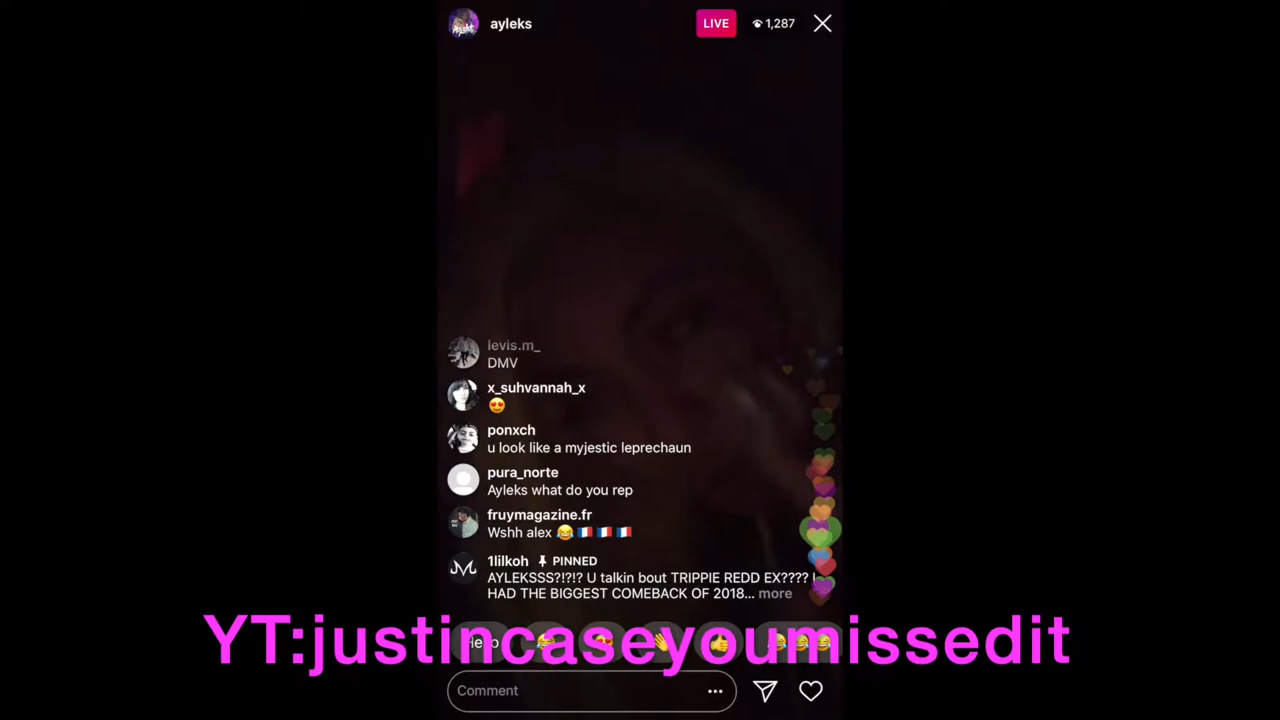 ayleks
LIVE
1,287
levis.m_
DMV
x_suhvannah_x
😍
ponxch
u look like a myjestic leprechaun
pura_norte
Ayleks what do you rep
fruymagazine.fr
Wshh alex 😂🇫🇷🇫🇷🇫🇷
1lilkoh PINNED
AYLEKSSS?!?!? U talkin bout TRIPPIE REDD EX???? I
HAD THE BIGGEST COMEBACK OF 2018... more
Hello
YT:justincaseyoumissedit
Comment